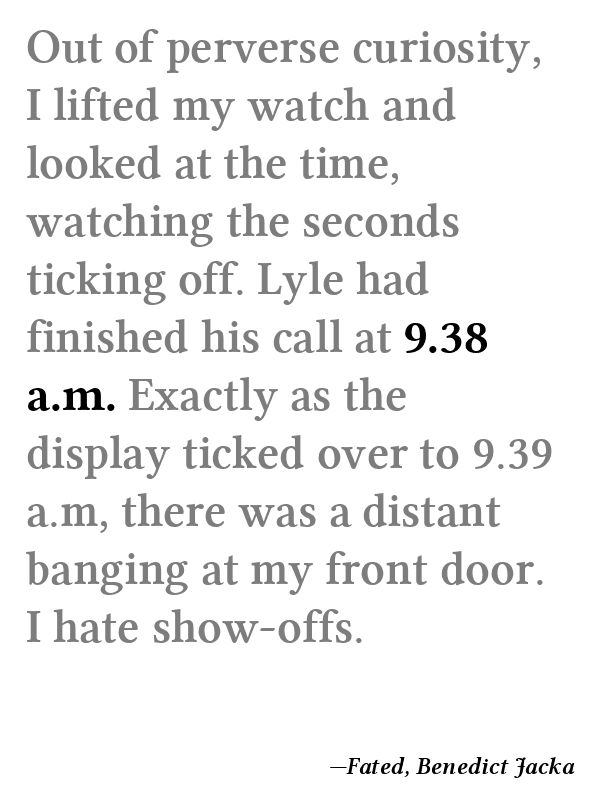 Out of perverse curiosity,
I lifted my watch and
looked at the time,
watching the seconds
ticking off. Lyle had
finished his call at 9.38
a.m. Exactly as the
display ticked over to 9.39
a.m, there was a distant
banging at my front door.
I hate show-offs.
—Fated, Benedict Jacka